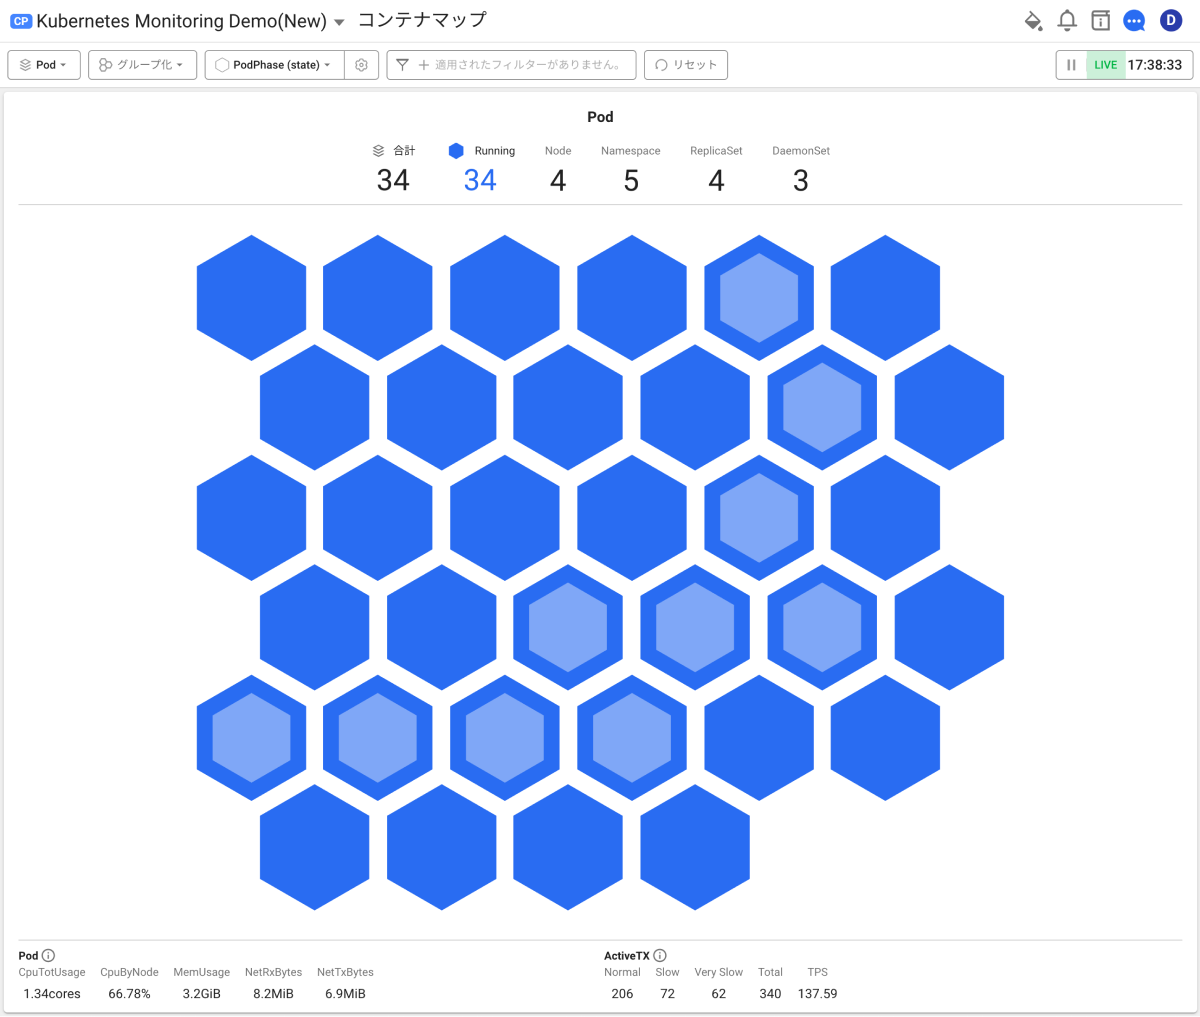 CP Kubernetes Monitoring Demo(New) コンテナマップ D
Pod グループ化 PodPhase (state) 適用されたフィルターがありません。 リセット LIVE 17:38:33
Pod
合計 Running Node Namespace ReplicaSet DaemonSet
34 34 4 5 4 3
Pod ActiveTX
CpuTotUsage CpuByNode MemUsage NetRxBytes NetTxBytes Normal Slow Very Slow Total TPS
1.34cores 66.78% 3.2GiB 8.2MiB 6.9MiB 206 72 62 340 137.59